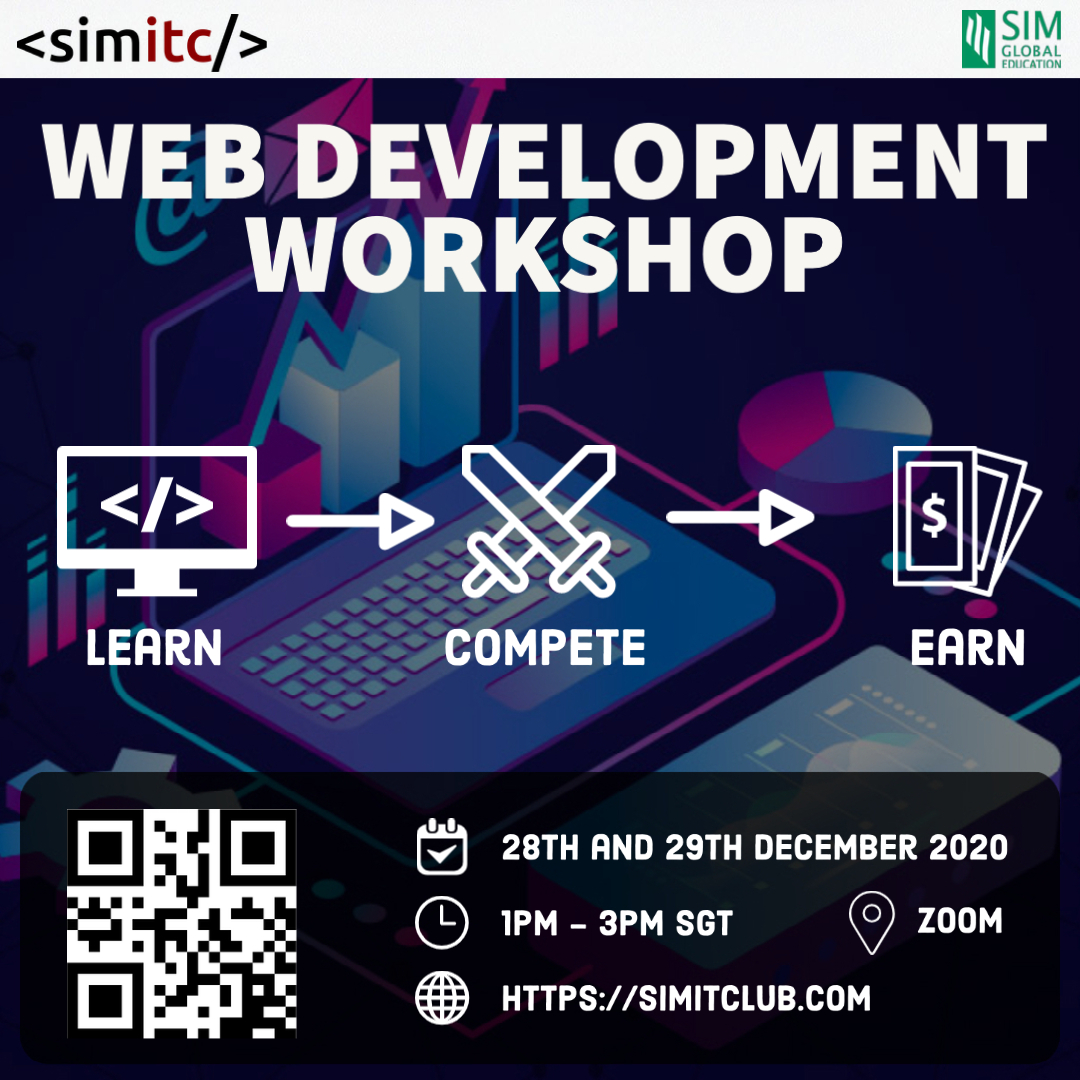 <simitc/>
SIM
GLOBAL
EDUCATION
WEB DEVELOPMENT
WORKSHOP
@
</>
$
LEARN
COMPETE
EARN
28TH AND 29TH DECEMBER 2020
1PM – 3PM SGT
ZOOM
HTTPS://SIMITCLUB.COM